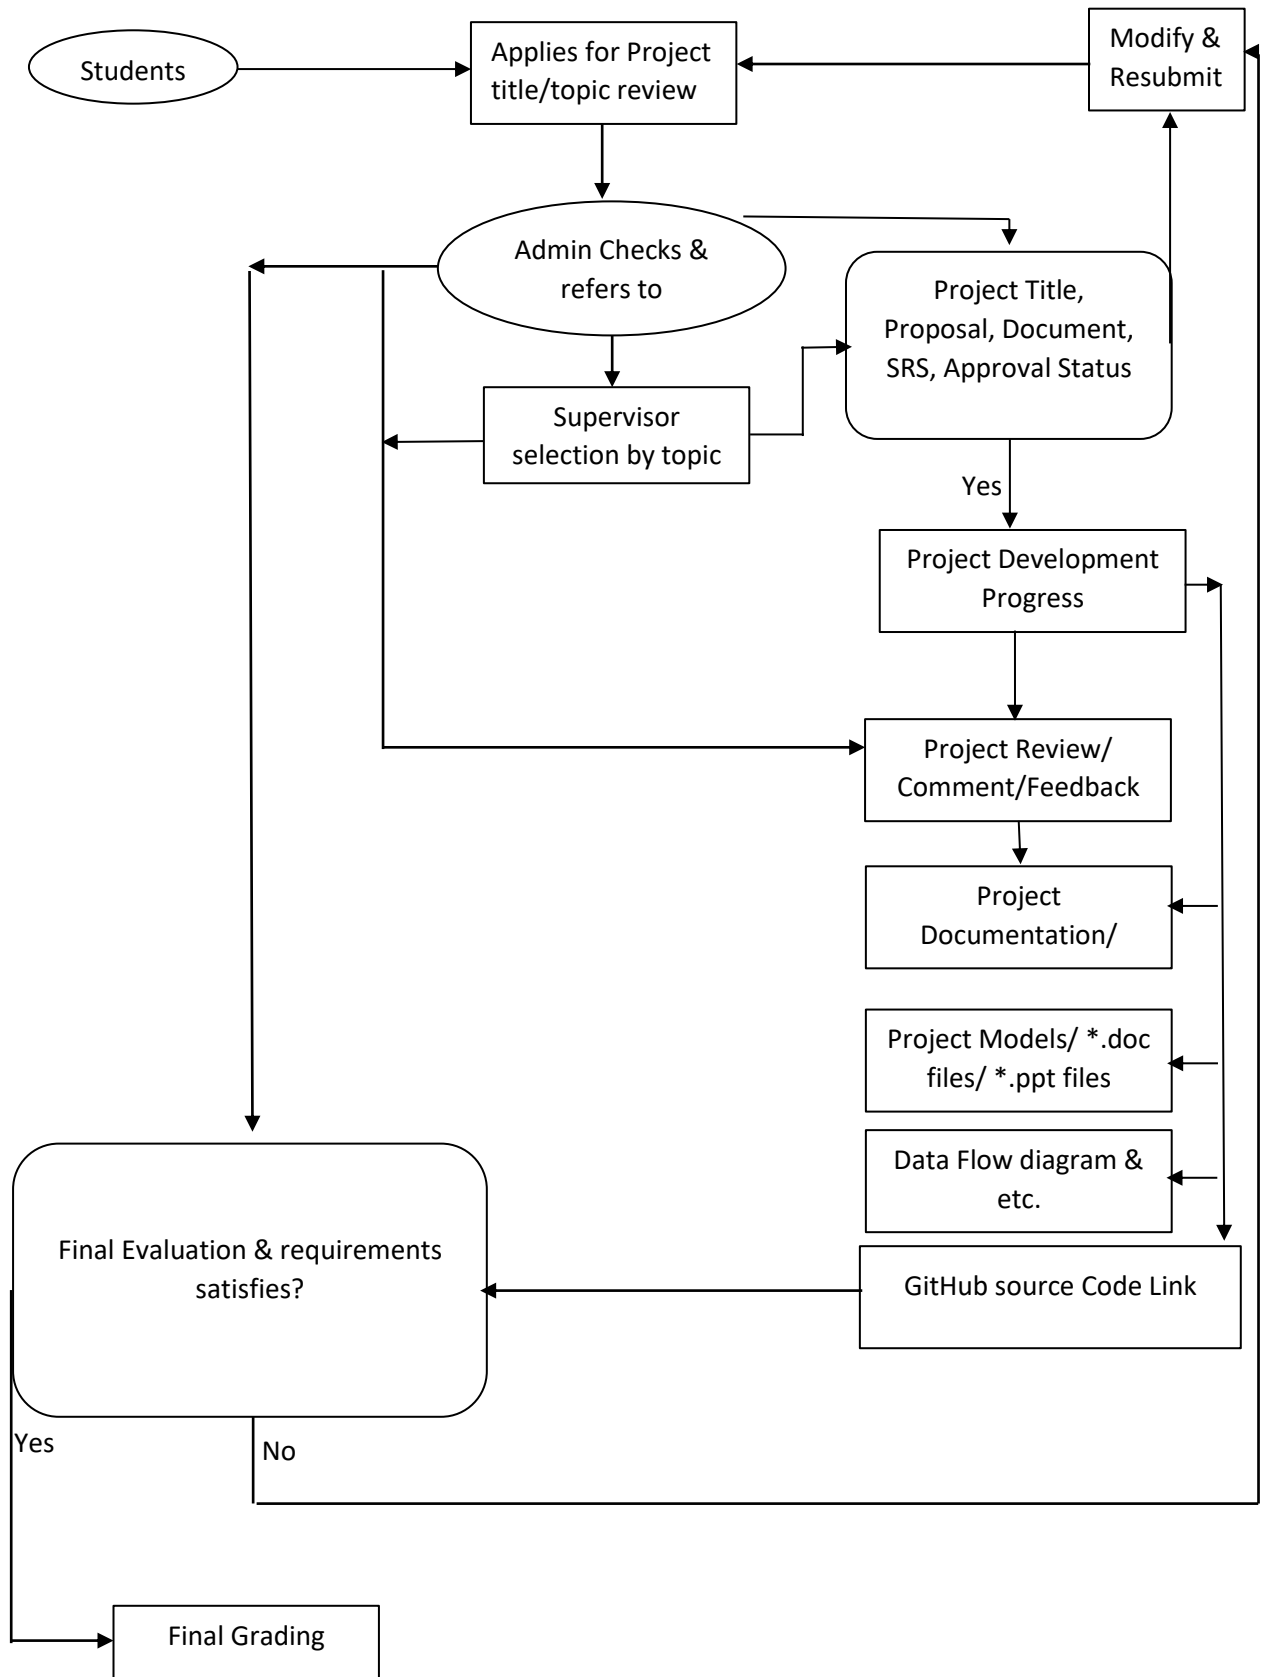 Students
Applies for Project
title/topic review
Modify &
Resubmit
Admin Checks &
refers to
Project Title,
Proposal, Document,
SRS, Approval Status
Supervisor
selection by topic
Yes
Project Development
Progress
Project Review/
Comment/Feedback
Project
Documentation/
Project Models/ *.doc
files/ *.ppt files
Data Flow diagram &
etc.
Final Evaluation & requirements
satisfies?
GitHub source Code Link
Yes
No
Final Grading